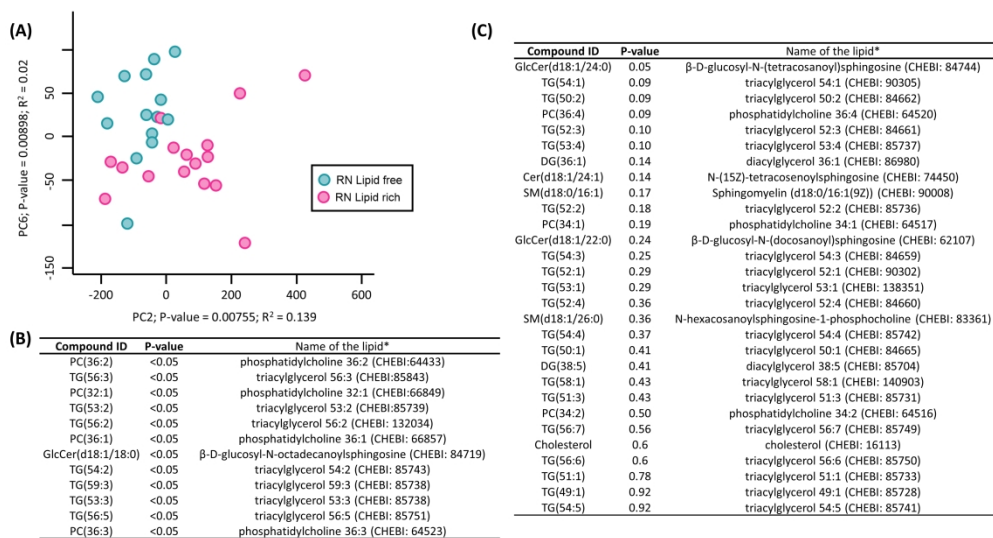 (A)
PC6; P-value = 0.00898; R² = 0.02
50
0
-50
-150
-200
0
200
400
600
PC2; P-value = 0.00755; R² = 0.139
RN Lipid free
RN Lipid rich
(B)
Compound ID P-value Name of the lipid*
PC(36:2) <0.05 phosphatidylcholine 36:2 (CHEBI:64433)
TG(56:3) <0.05 triacylglycerol 56:3 (CHEBI:85843)
PC(32:1) <0.05 phosphatidylcholine 32:1 (CHEBI:66849)
TG(53:2) <0.05 triacylglycerol 53:2 (CHEBI:85739)
TG(56:2) <0.05 triacylglycerol 56:2 (CHEBI: 132034)
PC(36:1) <0.05 phosphatidylcholine 36:1 (CHEBI: 66857)
GlcCer(d18:1/18:0) <0.05 β-D-glucosyl-N-octadecanoylsphingosine (CHEBI: 84719)
TG(54:2) <0.05 triacylglycerol 54:2 (CHEBI: 85743)
TG(59:3) <0.05 triacylglycerol 59:3 (CHEBI: 85738)
TG(53:3) <0.05 triacylglycerol 53:3 (CHEBI: 85738)
TG(56:5) <0.05 triacylglycerol 56:5 (CHEBI: 85751)
PC(36:3) <0.05 phosphatidylcholine 36:3 (CHEBI: 64523)
(C)
Compound ID P-value Name of the lipid*
GlcCer(d18:1/24:0) 0.05 β-D-glucosyl-N-(tetracosanoyl)sphingosine (CHEBI: 84744)
TG(54:1) 0.09 triacylglycerol 54:1 (CHEBI: 90305)
TG(50:2) 0.09 triacylglycerol 50:2 (CHEBI: 84662)
PC(36:4) 0.09 phosphatidylcholine 36:4 (CHEBI: 64520)
TG(52:3) 0.10 triacylglycerol 52:3 (CHEBI: 84661)
TG(53:4) 0.10 triacylglycerol 53:4 (CHEBI: 85737)
DG(36:1) 0.14 diacylglycerol 36:1 (CHEBI: 86980)
Cer(d18:1/24:1) 0.14 N-(15Z)-tetracosenoylsphingosine (CHEBI: 74450)
SM(d18:0/16:1) 0.17 Sphingomyelin (d18:0/16:1(9Z)) (CHEBI: 90008)
TG(52:2) 0.18 triacylglycerol 52:2 (CHEBI: 85736)
PC(34:1) 0.19 phosphatidylcholine 34:1 (CHEBI: 64517)
GlcCer(d18:1/22:0) 0.24 β-D-glucosyl-N-(docosanoyl)sphingosine (CHEBI: 62107)
TG(54:3) 0.25 triacylglycerol 54:3 (CHEBI: 84659)
TG(52:1) 0.29 triacylglycerol 52:1 (CHEBI: 90302)
TG(53:1) 0.29 triacylglycerol 53:1 (CHEBI: 138351)
TG(52:4) 0.36 triacylglycerol 52:4 (CHEBI: 84660)
SM(d18:1/26:0) 0.36 N-hexacosanoylsphingosine-1-phosphocholine (CHEBI: 83361)
TG(54:4) 0.37 triacylglycerol 54:4 (CHEBI: 85742)
TG(50:1) 0.41 triacylglycerol 50:1 (CHEBI: 84665)
DG(38:5) 0.41 diacylglycerol 38:5 (CHEBI: 85704)
TG(58:1) 0.43 triacylglycerol 58:1 (CHEBI: 140903)
TG(51:3) 0.43 triacylglycerol 51:3 (CHEBI: 85731)
PC(34:2) 0.50 phosphatidylcholine 34:2 (CHEBI: 64516)
TG(56:7) 0.56 triacylglycerol 56:7 (CHEBI: 85749)
Cholesterol 0.6 cholesterol (CHEBI: 16113)
TG(56:6) 0.6 triacylglycerol 56:6 (CHEBI: 85750)
TG(51:1) 0.78 triacylglycerol 51:1 (CHEBI: 85733)
TG(49:1) 0.92 triacylglycerol 49:1 (CHEBI: 85728)
TG(54:5) 0.92 triacylglycerol 54:5 (CHEBI: 85741)